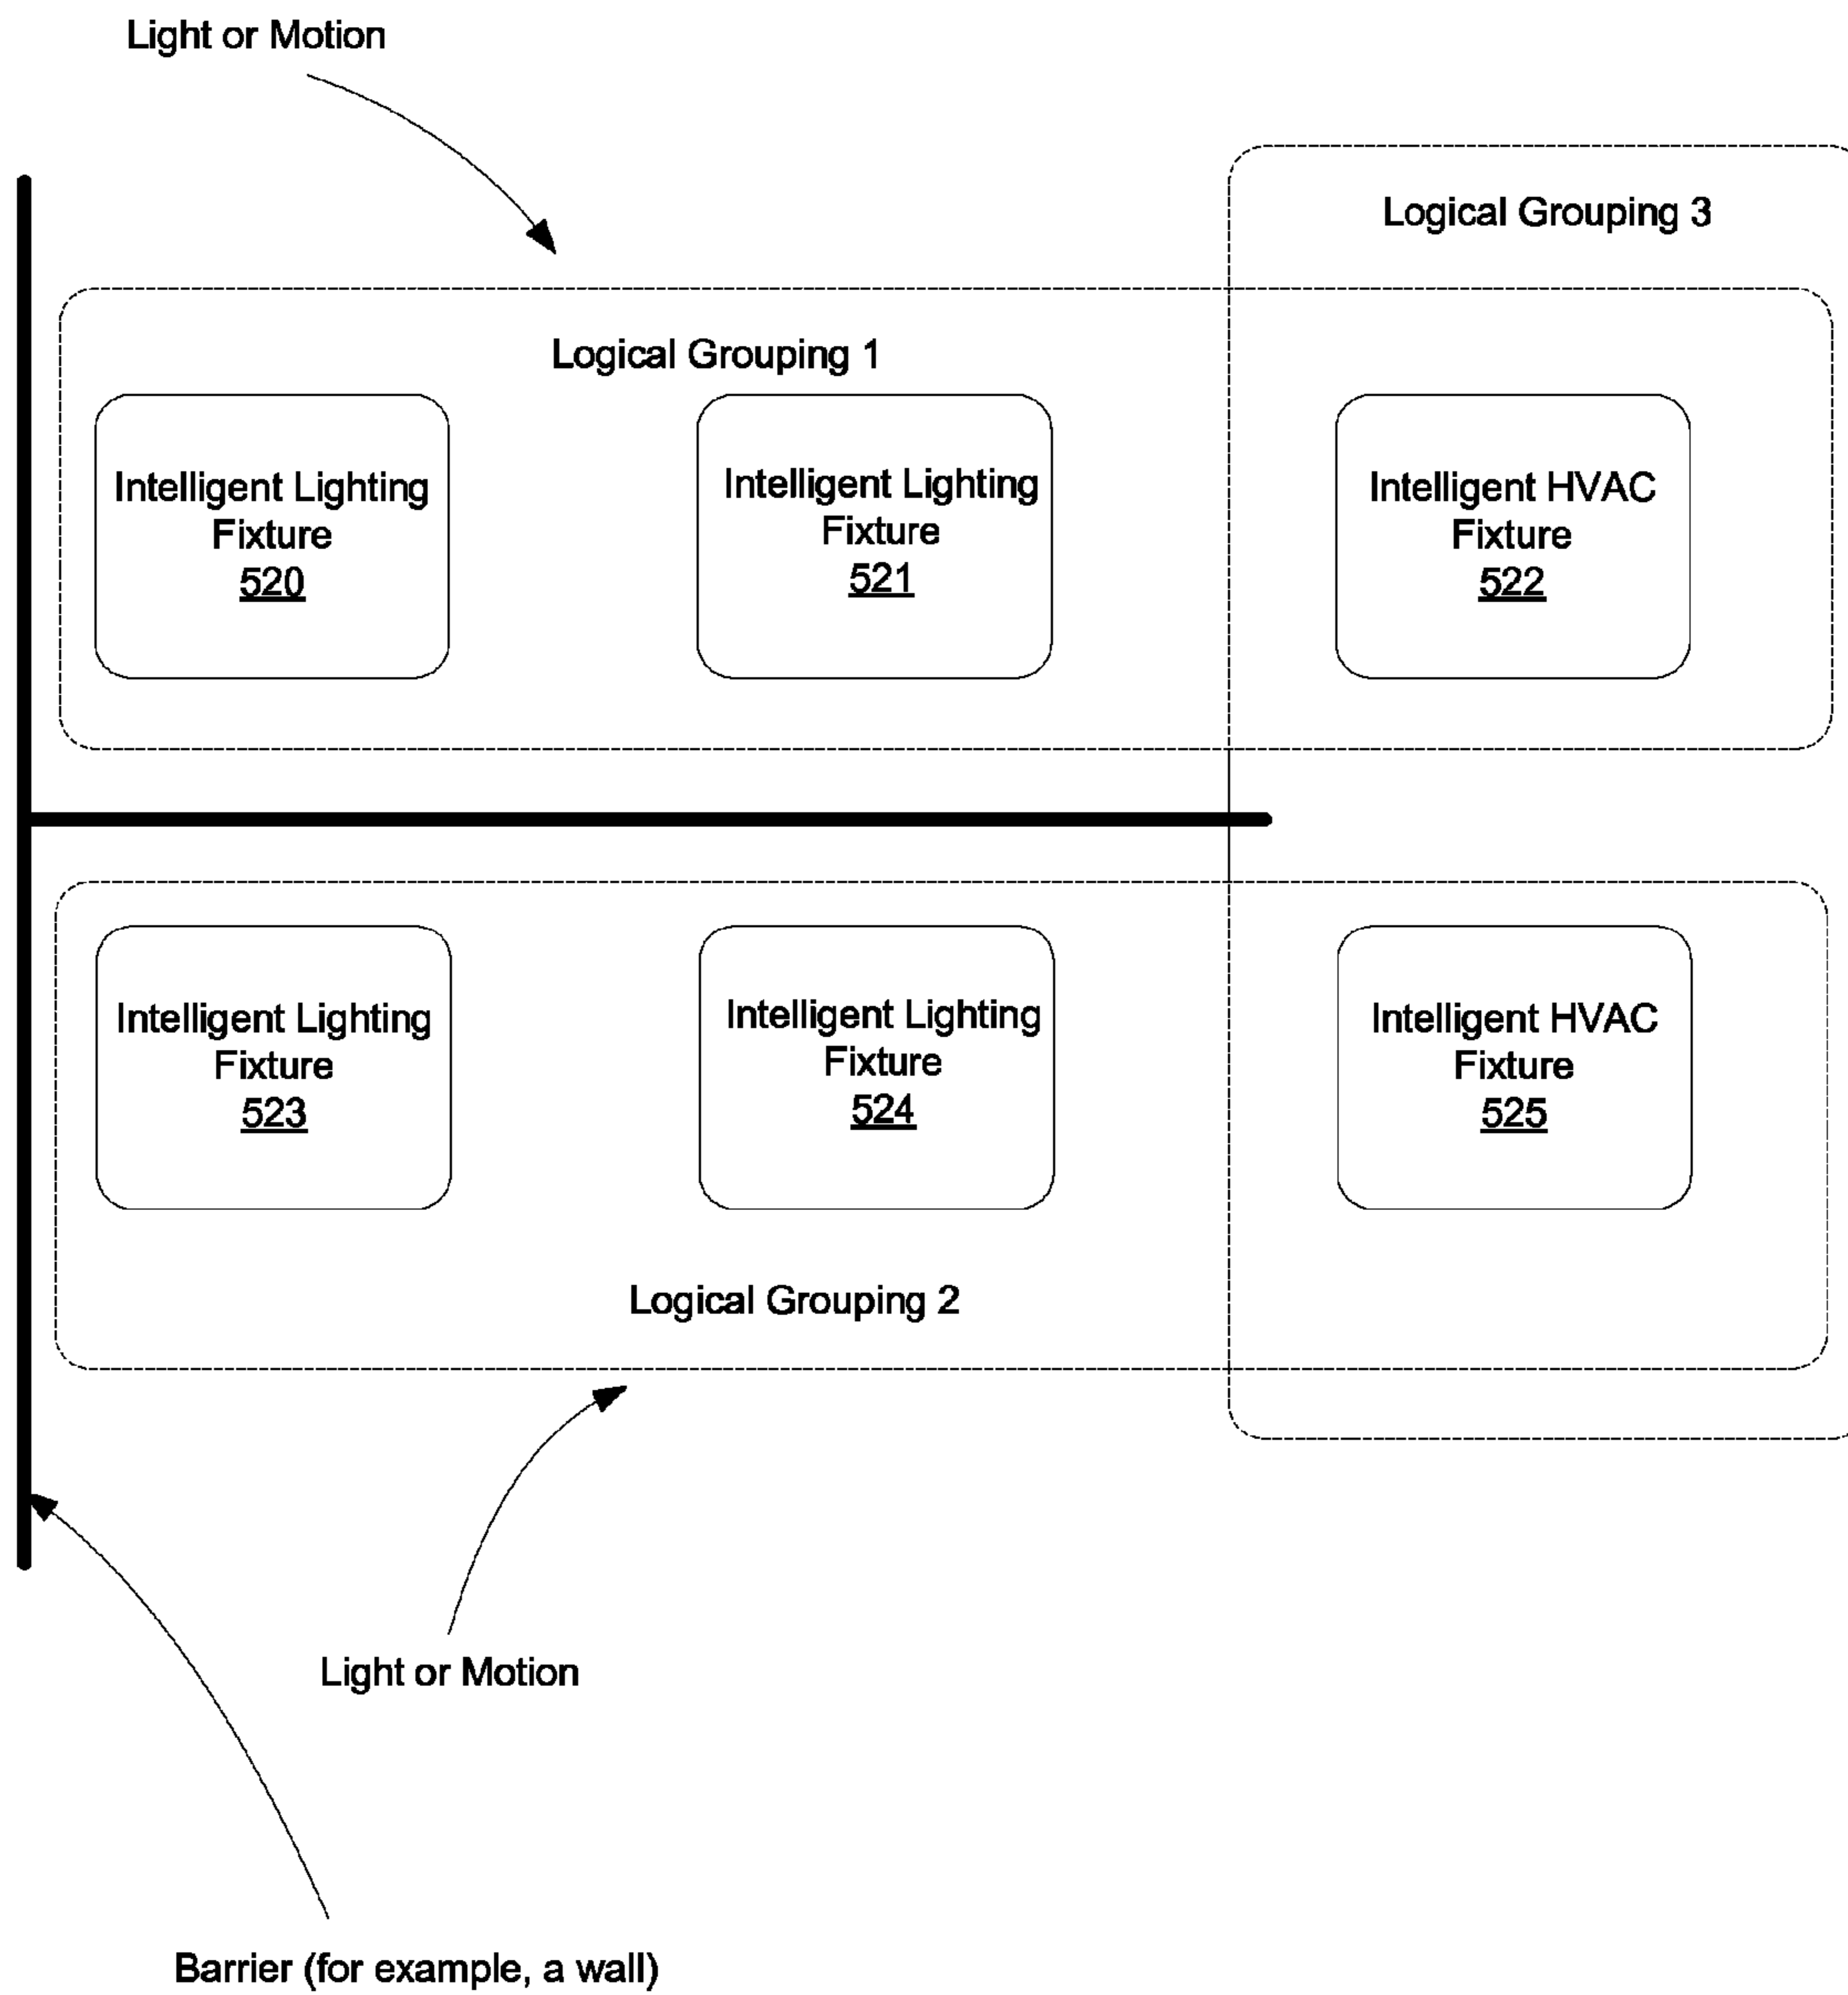 Light or Motion
Logical Grouping 3
Logical Grouping 1
Intelligent Lighting
Fixture
520
Intelligent Lighting
Fixture
521
Intelligent HVAC
Fixture
522
Intelligent Lighting
Fixture
523
Intelligent Lighting
Fixture
524
Intelligent HVAC
Fixture
525
Logical Grouping 2
Light or Motion
Barrier (for example, a wall)